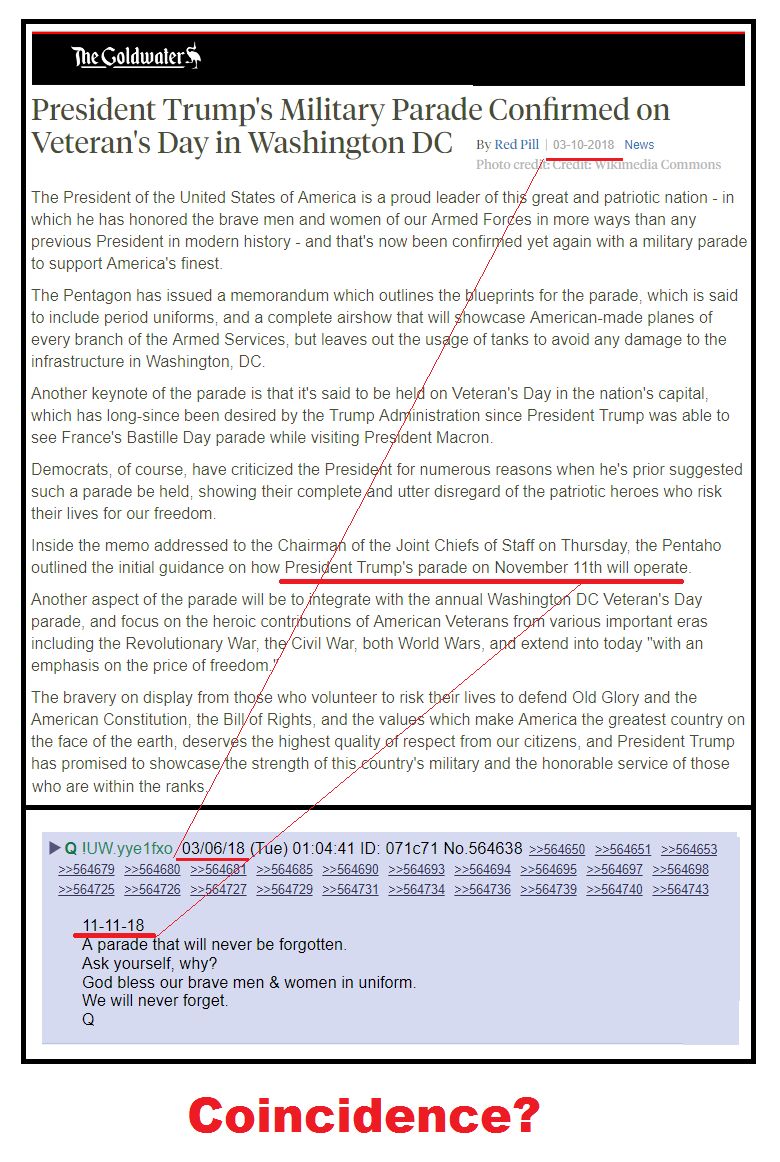 The Goldwater
President Trump's Military Parade Confirmed on
Veteran's Day in Washington DC
By Red Pill | 03-10-2018 News
Photo credit: Credit: Wikimedia Commons
The President of the United States of America is a proud leader of this great and patriotic nation - in
which he has honored the brave men and women of our Armed Forces in more ways than any
previous President in modern history - and that's now been confirmed yet again with a military parade
to support America's finest.
The Pentagon has issued a memorandum which outlines the blueprints for the parade, which is said
to include period uniforms, and a complete airshow that will showcase American-made planes of
every branch of the Armed Services, but leaves out the usage of tanks to avoid any damage to the
infrastructure in Washington, DC.
Another keynote of the parade is that it's said to be held on Veteran's Day in the nation's capital,
which has long-since been desired by the Trump Administration since President Trump was able to
see France's Bastille Day parade while visiting President Macron.
Democrats, of course, have criticized the President for numerous reasons when he's prior suggested
such a parade be held, showing their complete and utter disregard of the patriotic heroes who risk
their lives for our freedom.
Inside the memo addressed to the Chairman of the Joint Chiefs of Staff on Thursday, the Pentaho
outlined the initial guidance on how President Trump's parade on November 11th will operate.
Another aspect of the parade will be to integrate with the annual Washington DC Veteran's Day
parade, and focus on the heroic contributions of American Veterans from various important eras
including the Revolutionary War, the Civil War, both World Wars, and extend into today "with an
emphasis on the price of freedom."
The bravery on display from those who volunteer to risk their lives to defend Old Glory and the
American Constitution, the Bill of Rights, and the values which make America the greatest country on
the face of the earth, deserves the highest quality of respect from our citizens, and President Trump
has promised to showcase the strength of this country's military and the honorable service of those
who are within the ranks.
Q IUW.yye1fxo 03/06/18 (Tue) 01:04:41 ID: 071c71 No.564638 >>564650 >>564651 >>564653
>>564679 >>564680 >>564681 >>564685 >>564690 >>564693 >>564694 >>564695 >>564697 >>564698
>>564725 >>564726 >>564727 >>564729 >>564731 >>564734 >>564736 >>564739 >>564740 >>564743
11-11-18
A parade that will never be forgotten.
Ask yourself, why?
God bless our brave men & women in uniform.
We will never forget.
Q
Coincidence?